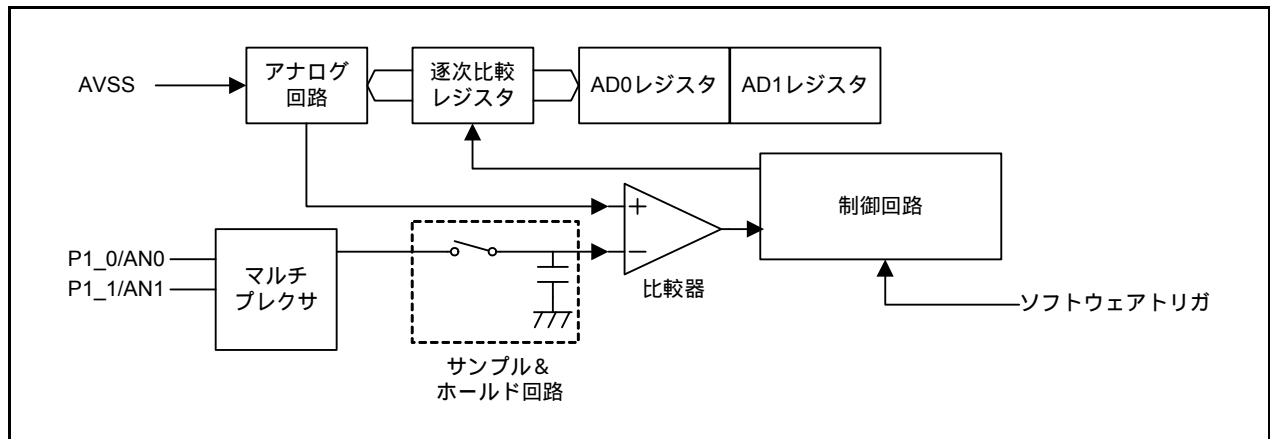 AVSS
アナログ
回路
逐次比較
レジスタ
AD0レジスタ
AD1レジスタ
制御回路
P1_0/AN0
P1_1/AN1
マルチ
プレクサ
+
−
比較器
ソフトウェアトリガ
サンプル&
ホールド回路